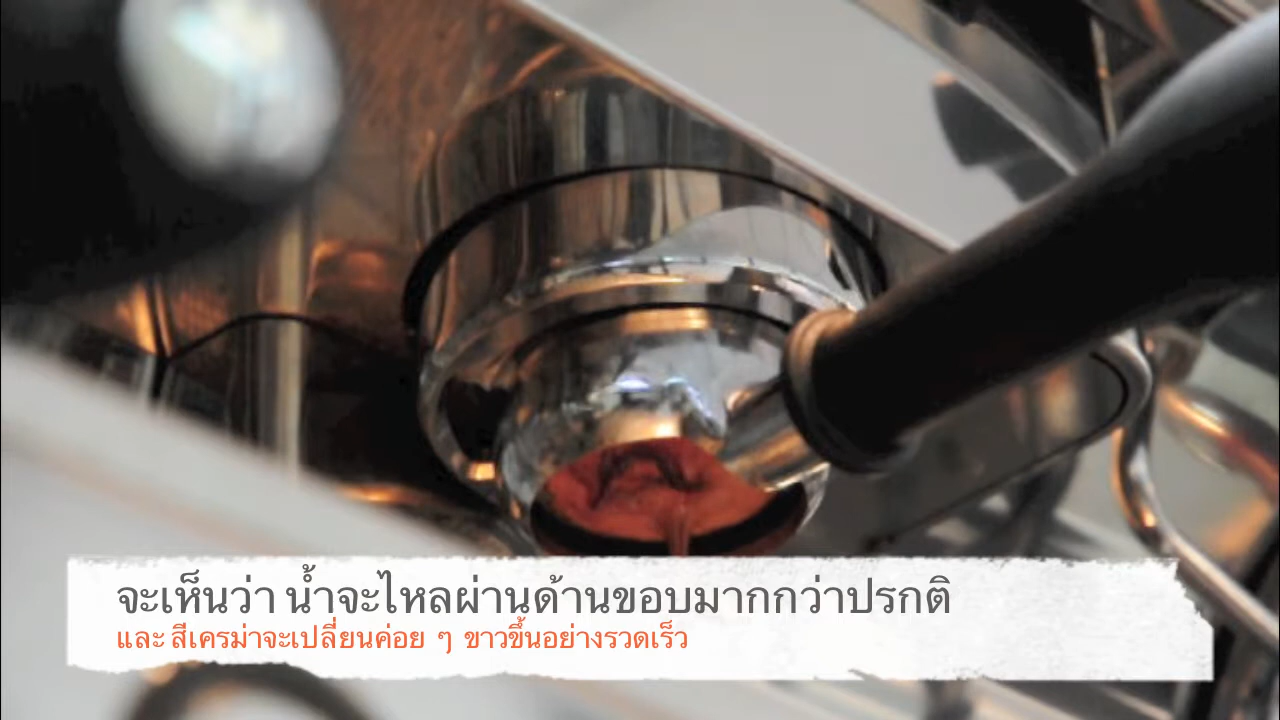 จะเห็นว่า น้ำจะไหลผ่านด้านขอบมากกว่าปรกติ
และ สีเครม่าจะเปลี่ยนค่อย ๆ ขาวขึ้นอย่างรวดเร็ว